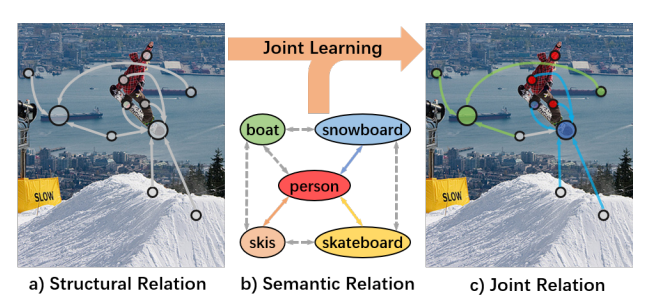 Joint Learning
boat
snowboard
person
skis
skateboard
SLOW
SLOW
a) Structural Relation
b) Semantic Relation
c) Joint Relation